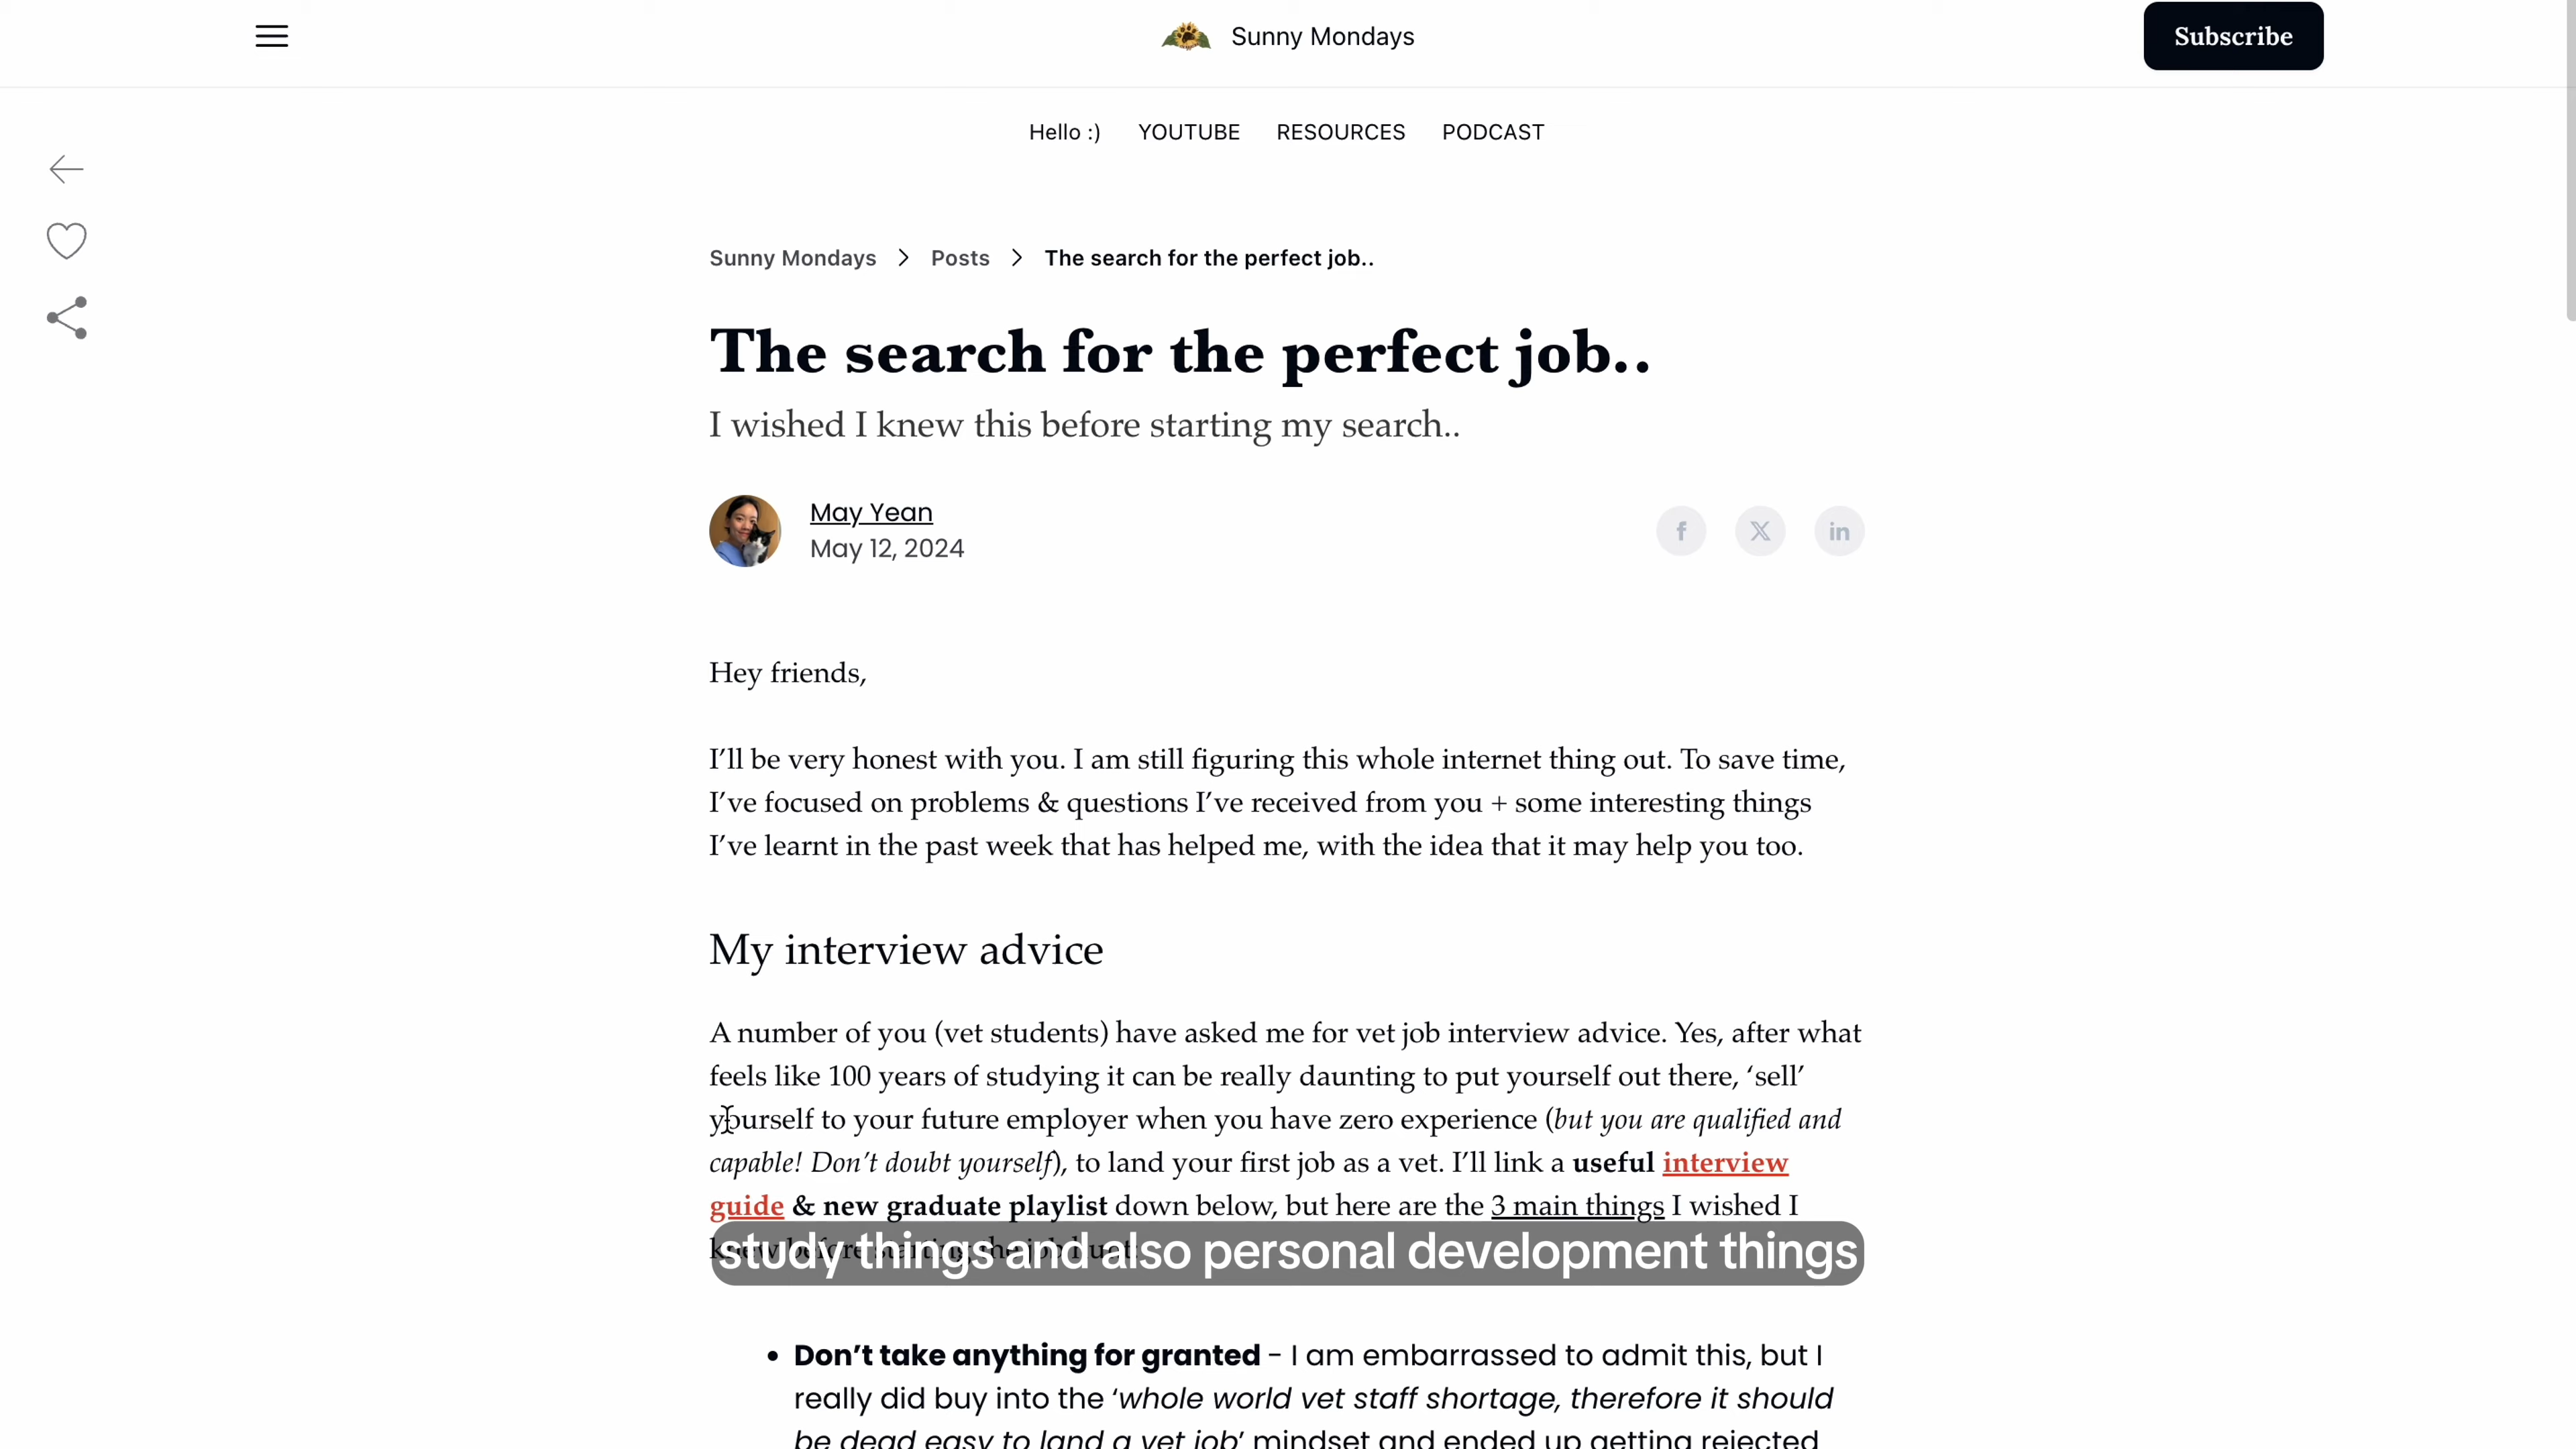 Sunny Mondays
Subscribe
Hello :)
YOUTUBE
RESOURCES
PODCAST
Sunny Mondays > Posts > The search for the perfect job..
The search for the perfect job..
I wished I knew this before starting my search..
May Yean
May 12, 2024
f
X
in
Hey friends,
I’ll be very honest with you. I am still figuring this whole internet thing out. To save time,
I’ve focused on problems & questions I’ve received from you + some interesting things
I’ve learnt in the past week that has helped me, with the idea that it may help you too.
My interview advice
A number of you (vet students) have asked me for vet job interview advice. Yes, after what
feels like 100 years of studying it can be really daunting to put yourself out there, ‘sell’
yourself to your future employer when you have zero experience (but you are qualified and
capable! Don’t doubt yourself), to land your first job as a vet. I’ll link a useful interview
guide & new graduate playlist down below, but here are the 3 main things I wished I
knew before starting the job hunt:
study things and also personal development things
• Don’t take anything for granted - I am embarrassed to admit this, but I
really did buy into the ‘whole world vet staff shortage, therefore it should
be dead easy to land a vet job’ mindset and ended up getting rejected